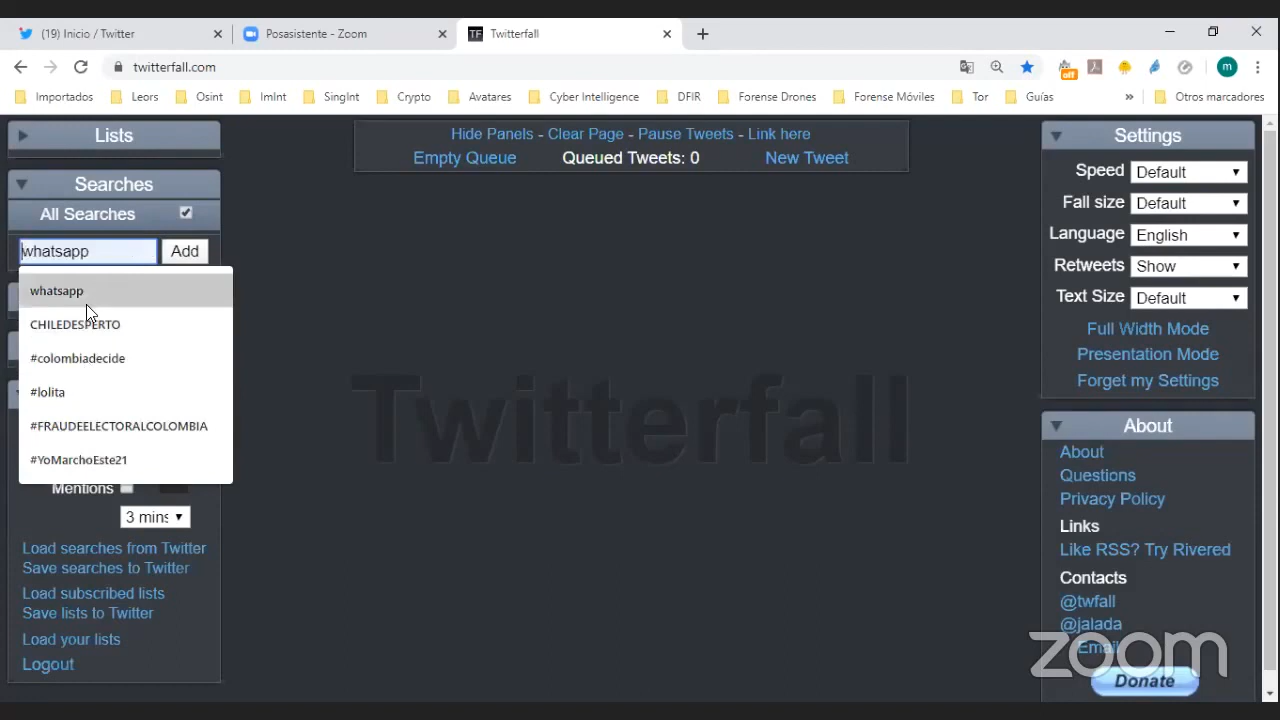 (19) Inicio / Twitter
Posasistente - Zoom
TF Twitterfall
twitterfall.com
off
m
Importados
Leors
Osint
ImInt
SingInt
Crypto
Avatares
Cyber Intelligence
DFIR
Forense Drones
Forense Móviles
Tor
Guías
»
Otros marcadores
Lists
Searches
All Searches
whatsapp
Add
whatsapp
CHILEDESPERTO
#colombiadecide
#lolita
#FRAUDEELECTORALCOLOMBIA
#YoMarchoEste21
Mentions
3 mins
Load searches from Twitter
Save searches to Twitter
Load subscribed lists
Save lists to Twitter
Load your lists
Logout
Hide Panels - Clear Page - Pause Tweets - Link here
Empty Queue Queued Tweets: 0 New Tweet
Twitterfall
Settings
Speed Default
Fall size Default
Language English
Retweets Show
Text Size Default
Full Width Mode
Presentation Mode
Forget my Settings
About
About
Questions
Privacy Policy
Links
Like RSS? Try Rivered
Contacts
@twfall
@jalada
Email
zoom
Donate